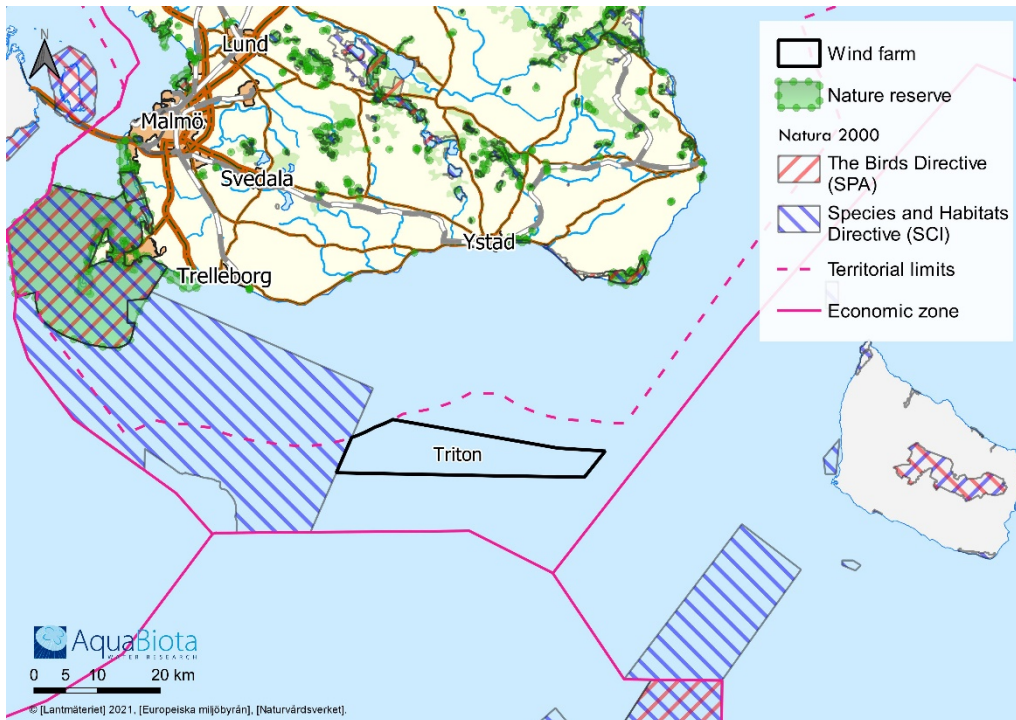 N
Lund
Malmö
Svedala
Ystad
Trelleborg
Triton
Wind farm
Nature reserve
Natura 2000
The Birds Directive
(SPA)
Species and Habitats
Directive (SCI)
Territorial limits
Economic zone
AquaBiota
WATER RESEARCH
0 5 10 20 km
© [Lantmäteriet] 2021, [Europeiska miljöbyrån], [Naturvårdsverket].